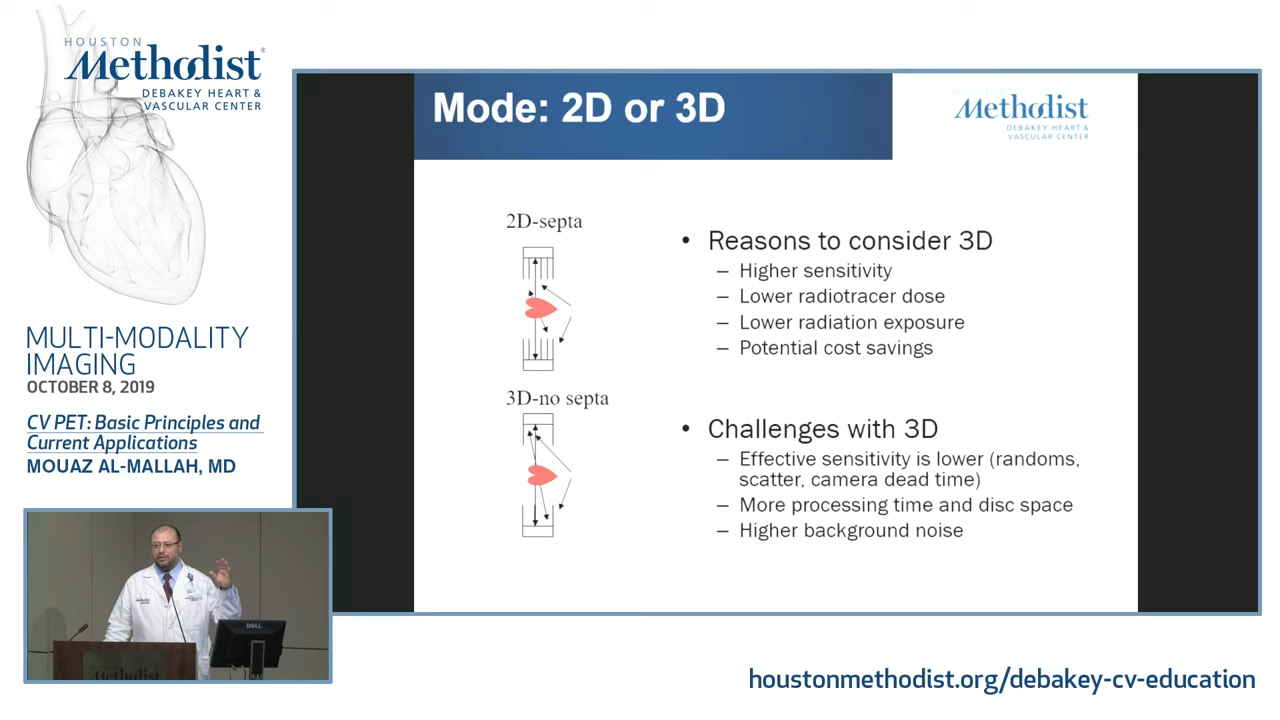 HOUSTON
Methodist
DEBAKEY HEART &
VASCULAR CENTER
MULTI-MODALITY
IMAGING
OCTOBER 8, 2019
CV PET: Basic Principles and
Current Applications
MOUAZ AL-MALLAH, MD
Mode: 2D or 3D
Methodist
DEBAKEY HEART &
VASCULAR CENTER
2D-septa
3D-no septa
• Reasons to consider 3D
– Higher sensitivity
– Lower radiotracer dose
– Lower radiation exposure
– Potential cost savings
• Challenges with 3D
– Effective sensitivity is lower (randoms,
scatter, camera dead time)
– More processing time and disc space
– Higher background noise
DELL
Methodist
houstonmethodist.org/debakey-cv-education